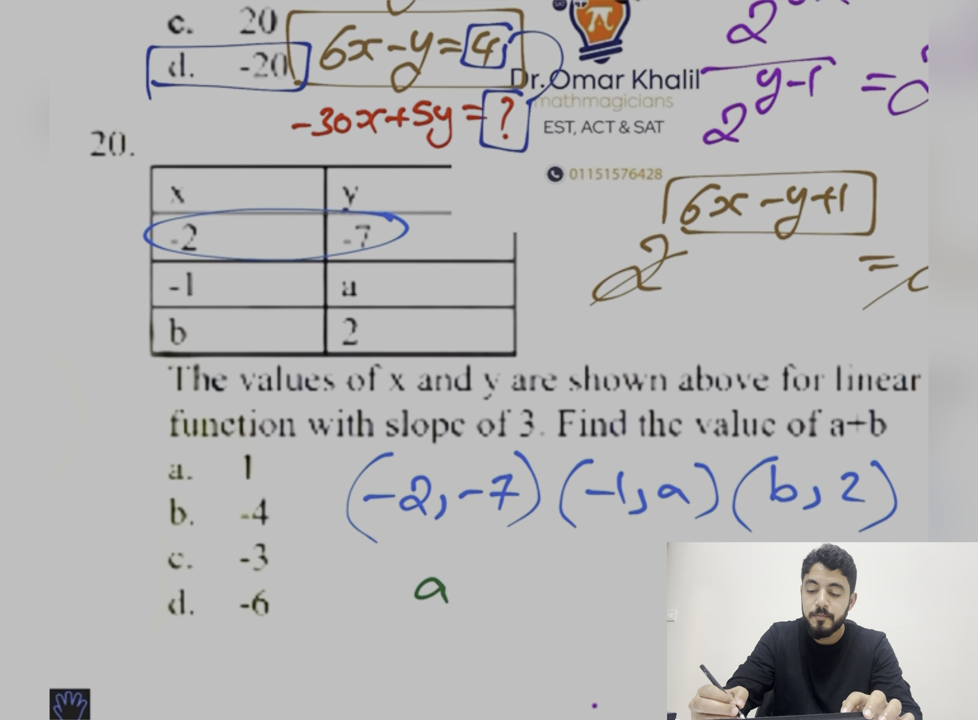 c. 20
6x-y=4
d. -20
Dr.Omar Khalil
mathmagicians
-30x+5y=?
EST, ACT & SAT
2
2^y-1 =
20.
01151576428
x y
-2 -7
-1 a
b 2
2^6x-y+1 =
The values of x and y are shown above for linear
function with slope of 3. Find the value of a+b
a. 1
(-2,-7) (-1,a) (b,2)
b. -4
c. -3
d. -6
a